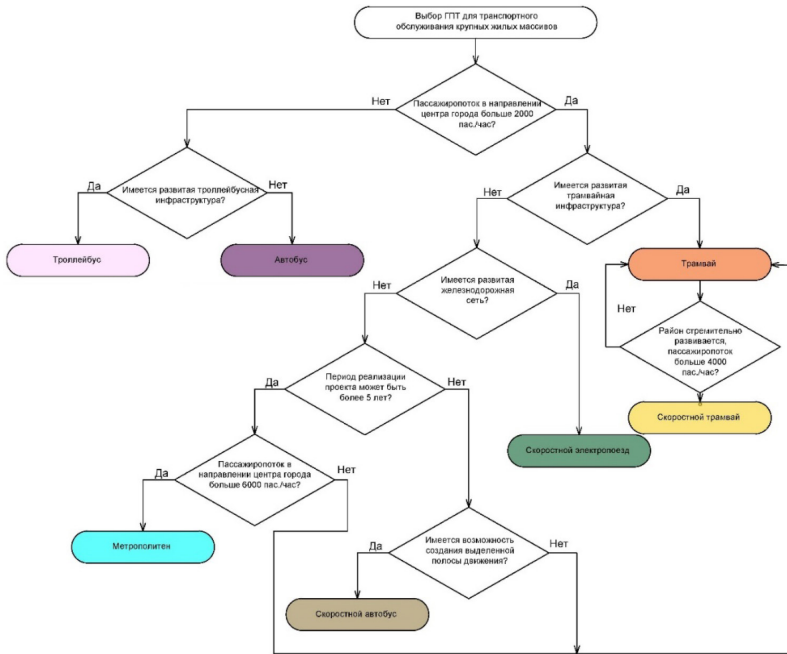 Выбор ГПТ для транспортного
обслуживания крупных жилых массивов
Нет
Пассажиропоток в направлении
центра города больше 2000
пас./час?
Да
Да
Имеется развитая троллейбусная
инфраструктура?
Нет
Имеется развитая
трамвайная
инфраструктура?
Да
Нет
Троллейбус
Автобус
Трамвай
Нет
Имеется развитая
железнодорожная
сеть?
Да
Нет
Район стремительно
развивается,
пассажиропоток
больше 4000
пас./час?
Да
Период реализации
проекта может быть
более 5 лет?
Нет
Скоростной трамвай
Скоростной электропоезд
Да
Пассажиропоток в
направлении центра города
больше 6000 пас./час?
Нет
Метрополитен
Да
Имеется возможность
создания выделенной
полосы движения?
Нет
Скоростной автобус